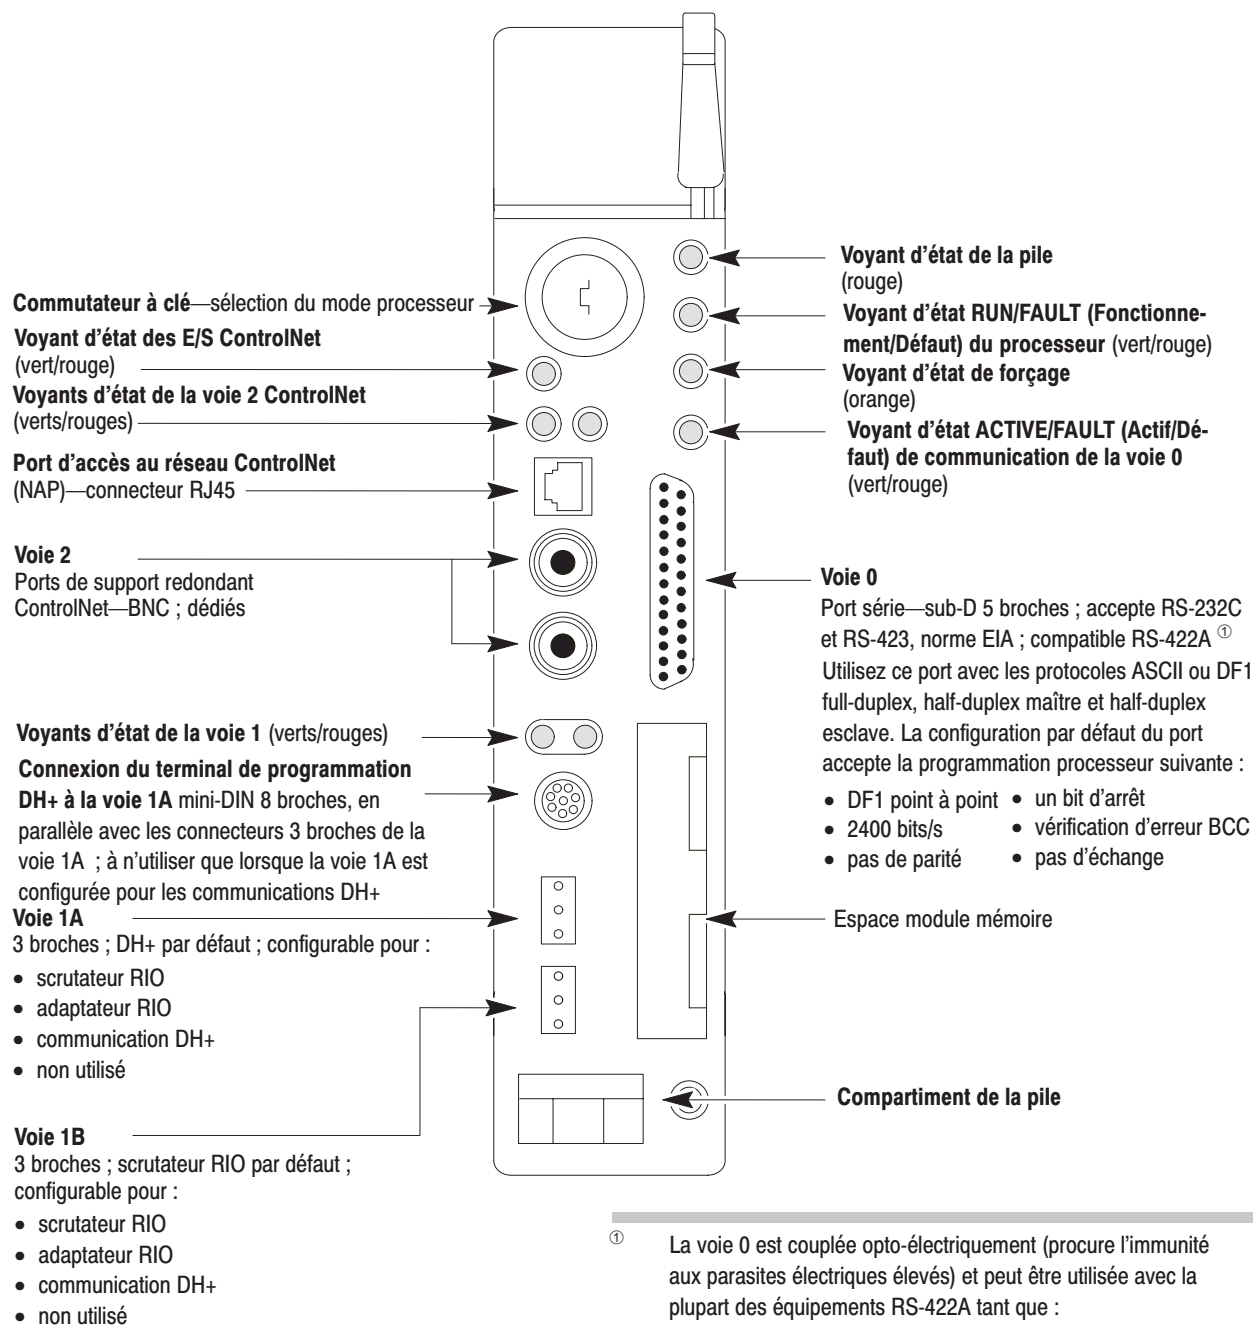 Commutateur à clé—sélection du mode processeur
Voyant d'état des E/S ControlNet
(vert/rouge)
Voyants d'état de la voie 2 ControlNet
(verts/rouges)
Port d'accès au réseau ControlNet
(NAP)—connecteur RJ45
Voie 2
Ports de support redondant
ControlNet—BNC ; dédiés
Voyants d'état de la voie 1 (verts/rouges)
Connexion du terminal de programmation
DH+ à la voie 1A mini-DIN 8 broches, en
parallèle avec les connecteurs 3 broches de la
voie 1A ; à n'utiliser que lorsque la voie 1A est
configurée pour les communications DH+
Voie 1A
3 broches ; DH+ par défaut ; configurable pour :
• scrutateur RIO
• adaptateur RIO
• communication DH+
• non utilisé
Voie 1B
3 broches ; scrutateur RIO par défaut ;
configurable pour :
• scrutateur RIO
• adaptateur RIO
• communication DH+
• non utilisé
Voyant d'état de la pile
(rouge)
Voyant d'état RUN/FAULT (Fonctionne-
ment/Défaut) du processeur (vert/rouge)
Voyant d'état de forçage
(orange)
Voyant d'état ACTIVE/FAULT (Actif/Dé-
faut) de communication de la voie 0
(vert/rouge)
Voie 0
Port série—sub-D 5 broches ; accepte RS-232C
et RS-423, norme EIA ; compatible RS-422A ①
Utilisez ce port avec les protocoles ASCII ou DF1
full-duplex, half-duplex maître et half-duplex
esclave. La configuration par défaut du port
accepte la programmation processeur suivante :
• DF1 point à point • un bit d'arrêt
• 2400 bits/s • vérification d'erreur BCC
• pas de parité • pas d'échange
Espace module mémoire
Compartiment de la pile
① La voie 0 est couplée opto-électriquement (procure l'immunité
aux parasites électriques élevés) et peut être utilisée avec la
plupart des équipements RS-422A tant que :